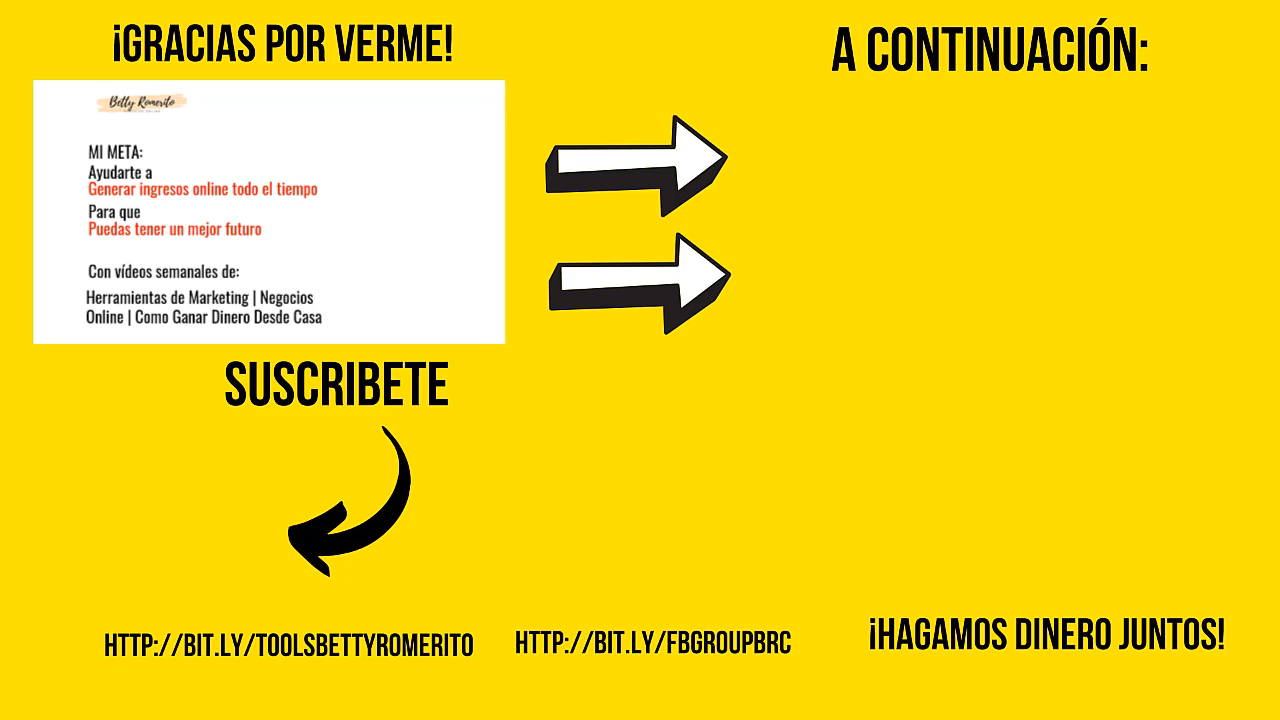 ¡GRACIAS POR VERME!
A CONTINUACIÓN:
Betty Romerito
MI META:
Ayudarte a
Generar ingresos online todo el tiempo
Para que
Puedas tener un mejor futuro
Con vídeos semanales de:
Herramientas de Marketing | Negocios
Online | Como Ganar Dinero Desde Casa
SUSCRIBETE
HTTP://BIT.LY/TOOLSBETTYROMERITO
HTTP://BIT.LY/FBGROUPBRC
¡HAGAMOS DINERO JUNTOS!